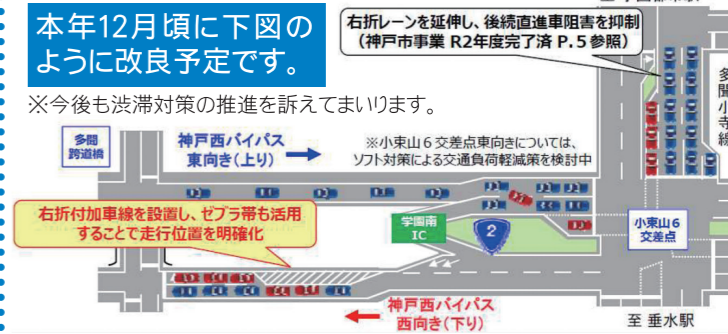 本年12月頃に下図の
ように改良予定です。
※今後も渋滞対策の推進を訴えてまいります。
右折レーンを延伸し、後続直進車阻害を抑制
(神戸市事業 R2年度完了済 P.5参照)
多聞小寺線
多聞
跨道橋
神戸西バイパス
東向き(上り)
※小束山6交差点東向きについては、
ソフト対策による交通負荷軽減策を検討中
右折付加車線を設置し、ゼブラ帯も活用
することで走行位置を明確化
学園南
IC
2
小束山6
交差点
神戸西バイパス
西向き(下り)
至 垂水駅